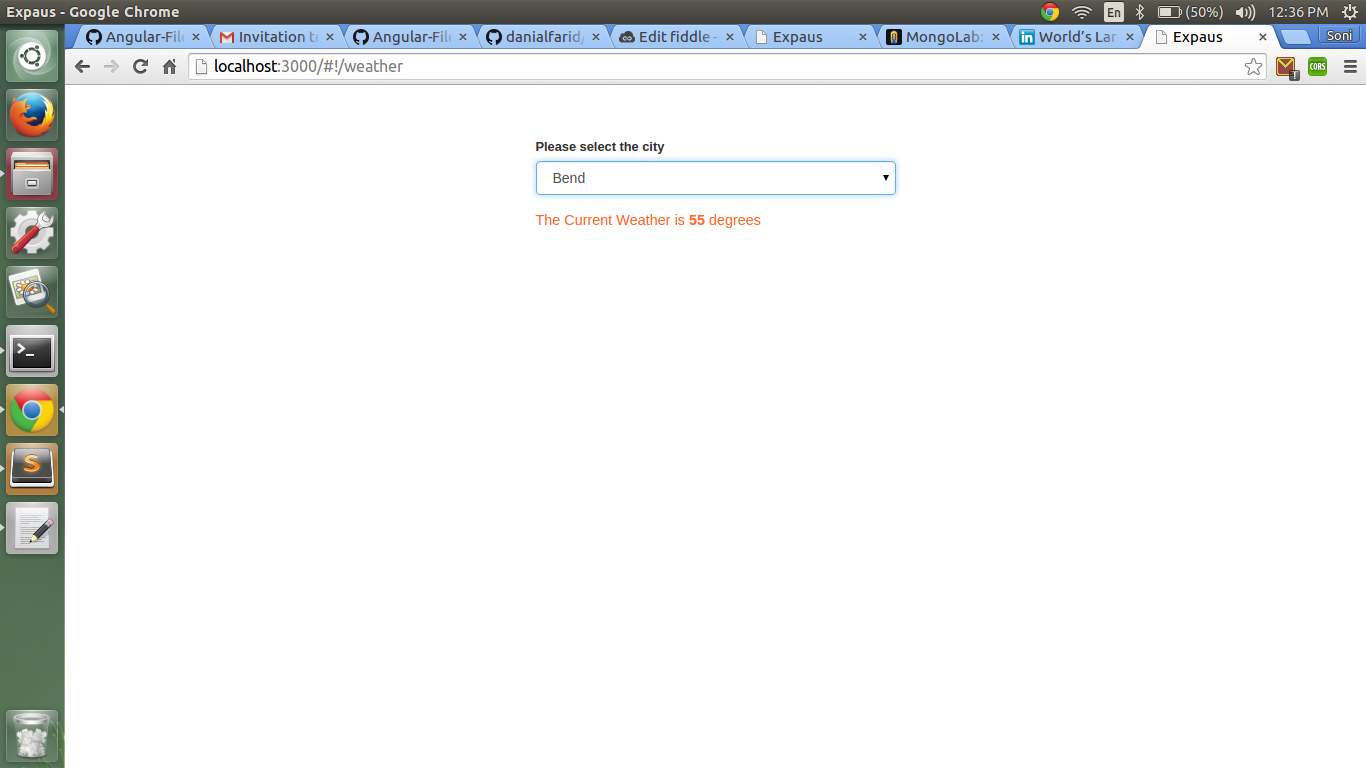 Expaus - Google Chrome
En
(50%)
12:36 PM
Angular-File
Invitation to
Angular-File
danialfarid/
Edit fiddle -
Expaus
MongoLab:
World's Lar
Expaus
Soni
localhost:3000/#!/weather
CORS
Please select the city
Bend
The Current Weather is 55 degrees